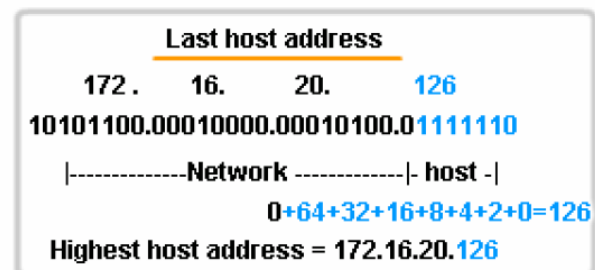 Last host address
172. 16. 20. 126
10101100.00010000.00010100.01111110
|--------------Network -------------|- host -|
0+64+32+16+8+4+2+0=126
Highest host address = 172.16.20.126